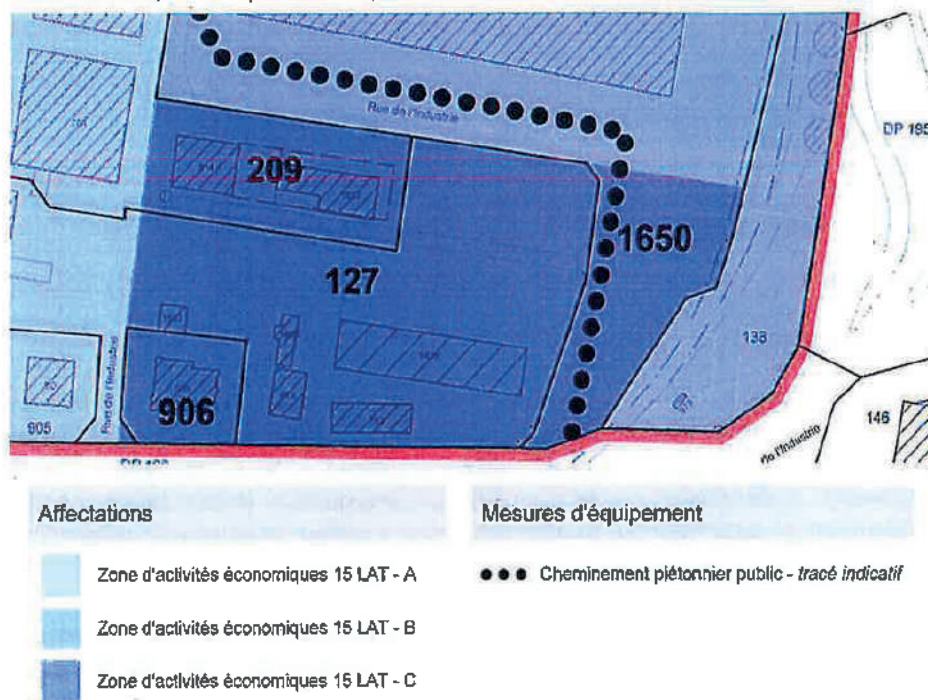 Rue de l'Industrie
DP 195
209
1650
127
138
Rue de l'Industrie
906
905
146
de l'Industrie
Affectations
Mesures d'équipement
Zone d'activités économiques 15 LAT - A
Cheminement piétonnier public - tracé indicatif
Zone d'activités économiques 15 LAT - B
Zone d'activités économiques 15 LAT - C